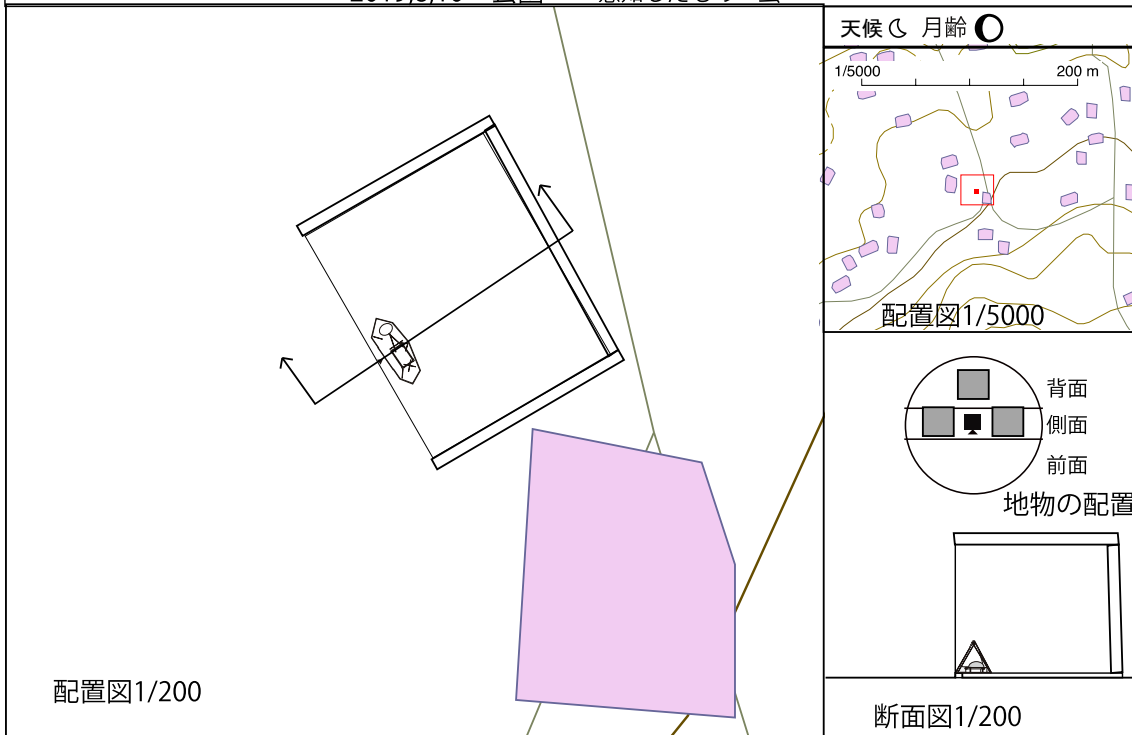 天候 月齢
1/5000 200 m
配置図1/5000
背面
側面
前面
地物の配置
配置図1/200
断面図1/200